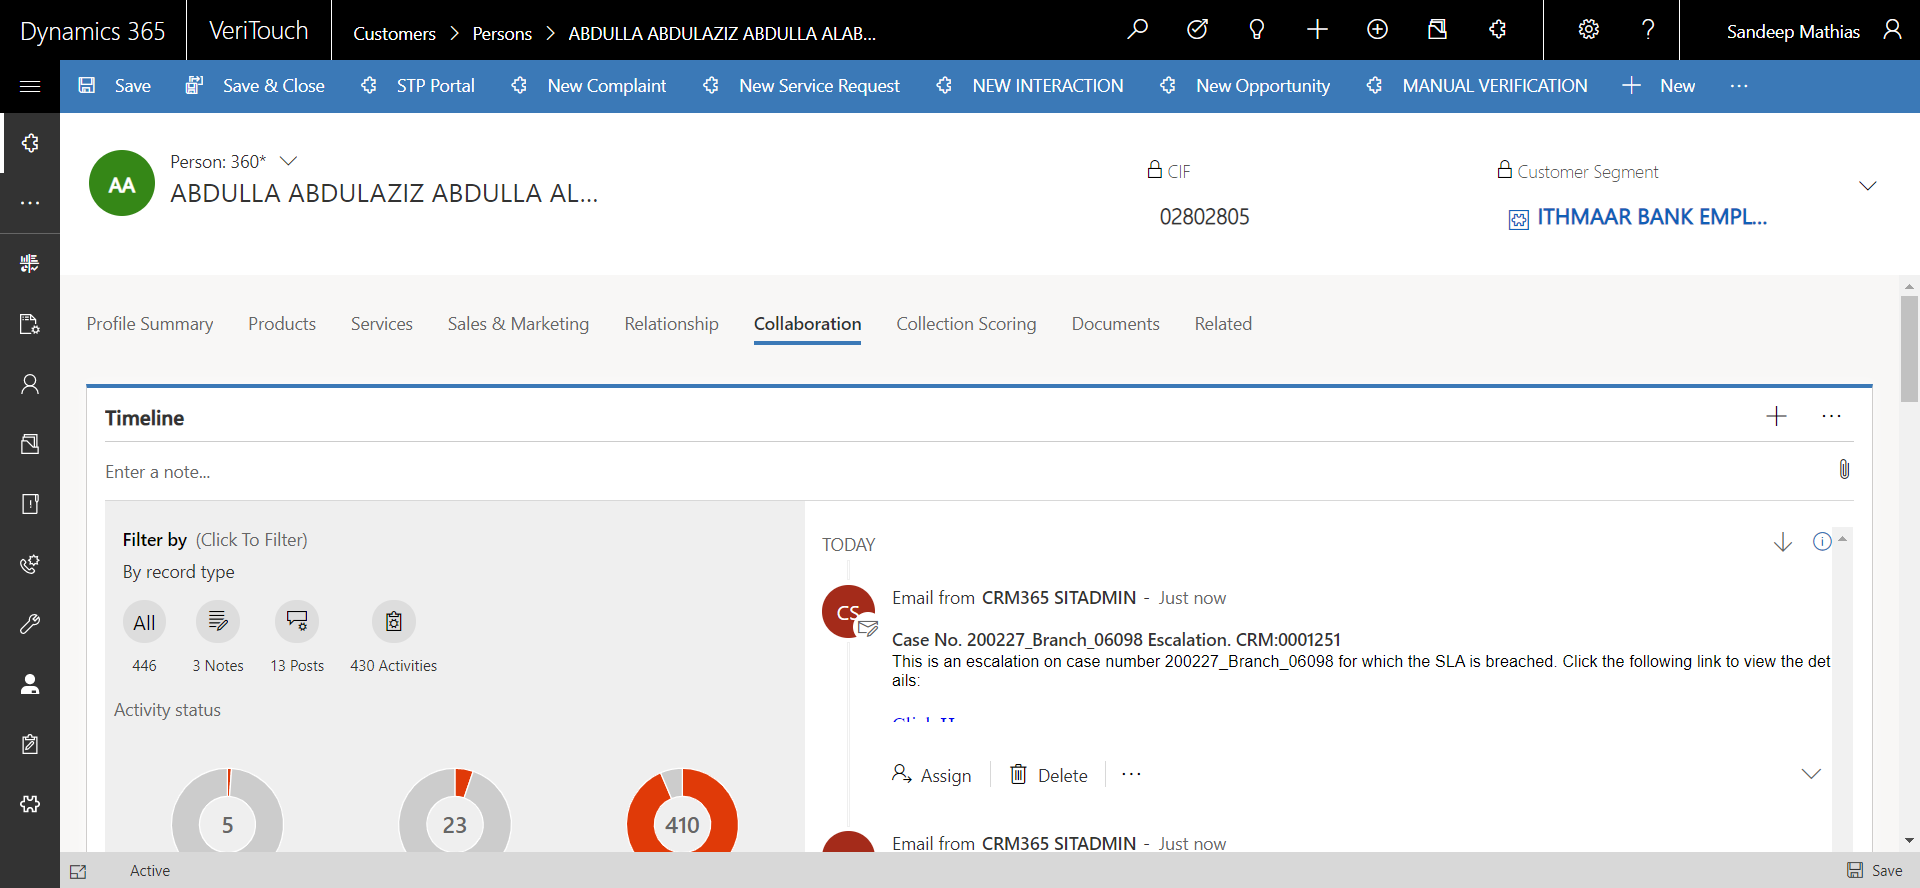 Dynamics 365
VeriTouch
Customers > Persons > ABDULLA ABDULAZIZ ABDULLA ALAB...
Sandeep Mathias
Save
Save & Close
STP Portal
New Complaint
New Service Request
NEW INTERACTION
New Opportunity
MANUAL VERIFICATION
New
AA
Person: 360*
ABDULLA ABDULAZIZ ABDULLA AL...
CIF
02802805
Customer Segment
ITHMAAR BANK EMPL...
Profile Summary
Products
Services
Sales & Marketing
Relationship
Collaboration
Collection Scoring
Documents
Related
Timeline
Enter a note...
Filter by (Click To Filter)
By record type
All
446
3 Notes
13 Posts
430 Activities
Activity status
5
23
410
TODAY
CS
Email from CRM365 SITADMIN - Just now
Case No. 200227_Branch_06098 Escalation. CRM:0001251
This is an escalation on case number 200227_Branch_06098 for which the SLA is breached. Click the following link to view the det
ails:
Assign
Delete
Email from CRM365 SITADMIN - Just now
Active
Save